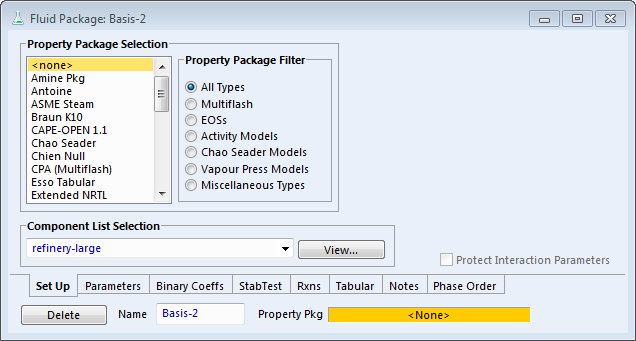 Fluid Package: Basis-2
Property Package Selection
<none>
Amine Pkg
Antoine
ASME Steam
Braun K10
CAPE-OPEN 1.1
Chao Seader
Chien Null
CPA (Multiflash)
Esso Tabular
Extended NRTL
Property Package Filter
All Types
Multiflash
EOSs
Activity Models
Chao Seader Models
Vapour Press Models
Miscellaneous Types
Component List Selection
refinery-large
View...
Protect Interaction Parameters
Set Up Parameters Binary Coeffs StabTest Rxns Tabular Notes Phase Order
Delete Name Basis-2 Property Pkg <None>